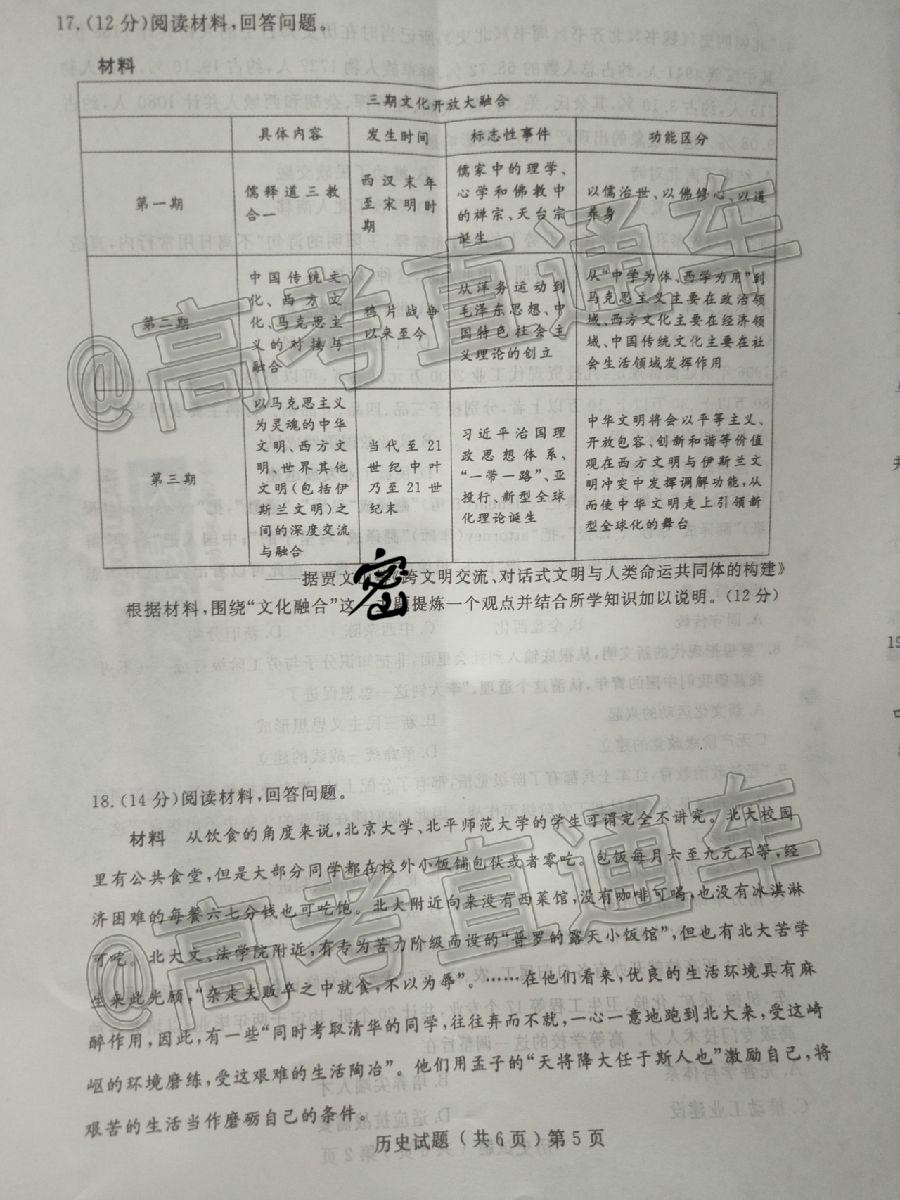 17.(12分)阅读材料,回答问题。
材料
三期文化开放大融合
具体内容 发生时间 标志性事件 功能区分
第一期
儒释道三教
合一
西汉末年
至宋明时
期
儒家中的理学、
心学和佛教中
的禅宗、天台宗
诞生
以儒治世、以佛修心、以道
养身
第二期
中国传统文
化、西方文
化、马克思主
义的对接与
融合
鸦片战争
以来至今
从洋务运动到
毛泽东思想、中
国特色社会主
义理论的创立
从“中学为体,西学为用”到
马克思主义主要在政治领
域、西方文化主要在经济领
域、中国传统文化主要在社
会生活领域发挥作用
第三期
以马克思主义
为灵魂的中华
文明、西方文
明、世界其他
文明(包括伊
斯兰文明)之
间的深度交流
与融合
当代至21
世纪中叶
乃至21世
纪末
习近平治国理
政思想体系、
“一带一路”、亚
投行、新型全球
化理论诞生
中华文明将会以平等主义、
开放包容、创新和谐等价值
观在西方文明与伊斯兰文
明冲突中发挥调解功能,从
而使中华文明走上引领新
型全球化的舞台
据贾文 跨文明交流、对话式文明与人类命运共同体的构建》
密
根据材料,围绕“文化融合”这 题提炼一个观点并结合所学知识加以说明。(12分)
18.(14分)阅读材料,回答问题。
材料 从饮食的角度来说,北京大学、北平师范大学的学生可谓完全不讲究。北大校园
里有公共食堂,但是大部分同学都在校外小饭铺包伙或者零吃。包饭每月六至九元不等,经
济困难的每餐六七分钱也可吃饱。北大附近向来没有西菜馆,没有咖啡可喝,也没有冰淇淋
可吃。北大文、法学院附近,有专为苦力阶级而设的“普罗的露天小饭馆”,但也有北大苦学
生来此光顾,“杂走夫贩卒之中就食,不以为辱”。……在他们看来,优良的生活环境具有麻
醉作用,因此,有一些“同时考取清华的同学,往往弃而不就,一心一意地跑到北大来,受这崎
岖的环境磨练,受这艰难的生活陶冶”。他们用孟子的“天将降大任于斯人也”激励自己,将
艰苦的生活当作磨砺自己的条件。
历史试题(共6页)第5页
@高考直通车
@高考直通车